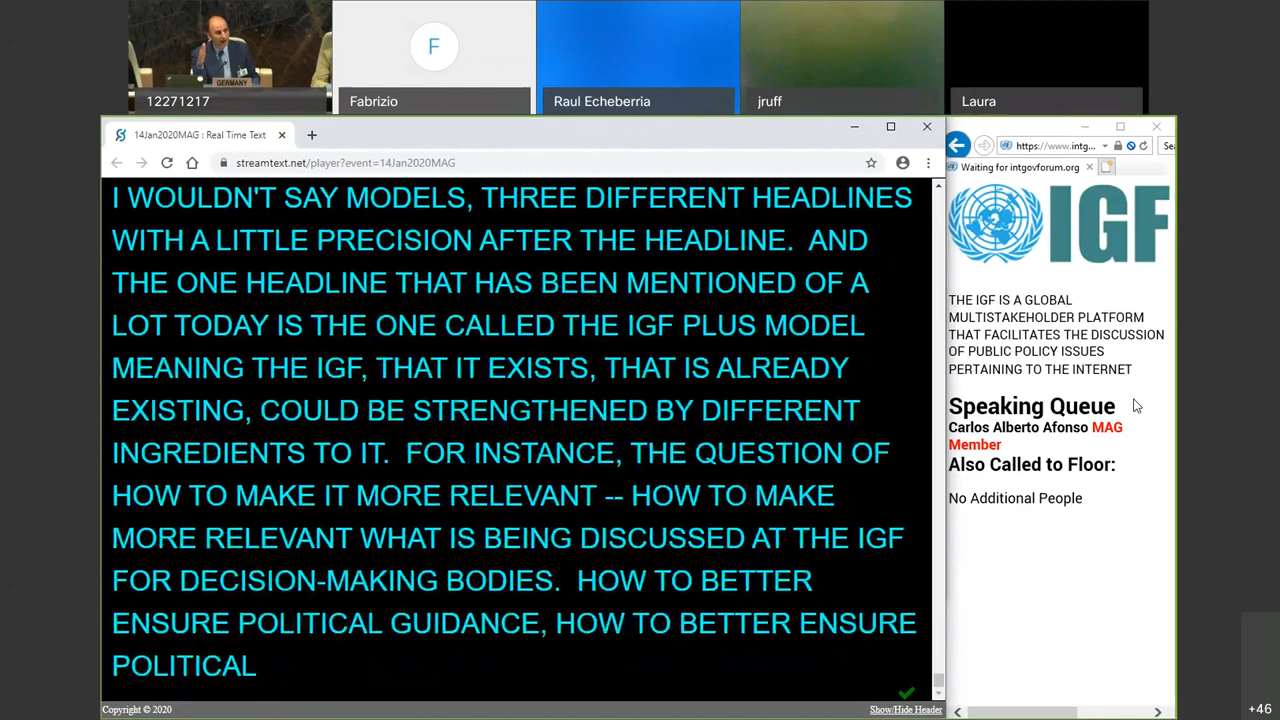 GERMANY
F
12271217
Fabrizio
Raul Echeberria
jruff
Laura
14Jan2020MAG : Real Time Text
streamtext.net/player?event=14Jan2020MAG
I WOULDN'T SAY MODELS, THREE DIFFERENT HEADLINES
WITH A LITTLE PRECISION AFTER THE HEADLINE.  AND
THE ONE HEADLINE THAT HAS BEEN MENTIONED OF A
LOT TODAY IS THE ONE CALLED THE IGF PLUS MODEL
MEANING THE IGF, THAT IT EXISTS, THAT IS ALREADY
EXISTING, COULD BE STRENGTHENED BY DIFFERENT
INGREDIENTS TO IT.  FOR INSTANCE, THE QUESTION OF
HOW TO MAKE IT MORE RELEVANT -- HOW TO MAKE
MORE RELEVANT WHAT IS BEING DISCUSSED AT THE IGF
FOR DECISION-MAKING BODIES.  HOW TO BETTER
ENSURE POLITICAL GUIDANCE, HOW TO BETTER ENSURE
POLITICAL
Copyright © 2020
Show/Hide Header
https://www.intg...
Sea
Waiting for intgovforum.org
IGF
THE IGF IS A GLOBAL
MULTISTAKEHOLDER PLATFORM
THAT FACILITATES THE DISCUSSION
OF PUBLIC POLICY ISSUES
PERTAINING TO THE INTERNET
Speaking Queue
Carlos Alberto Afonso MAG
Member
Also Called to Floor:
No Additional People
+46